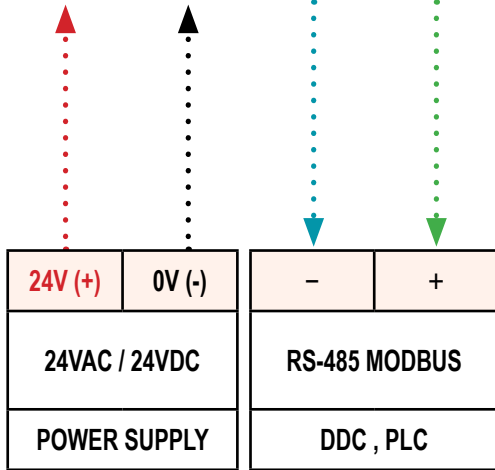 24V (+) 0V (-) – +
24VAC / 24VDC RS-485 MODBUS
POWER SUPPLY DDC , PLC